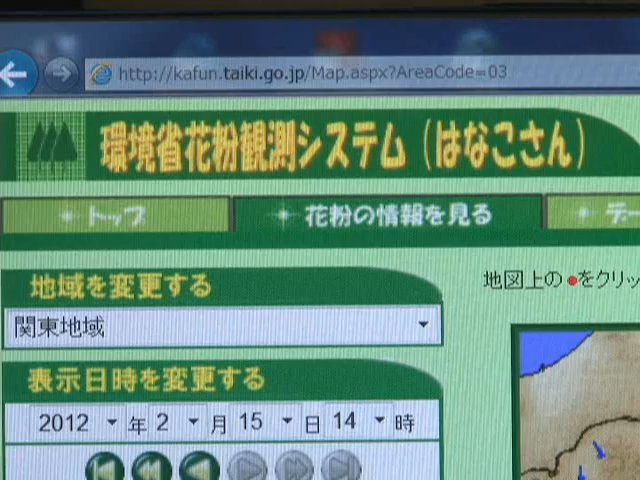 http://kafun.taiki.go.jp/Map.aspx?AreaCode=03
環境省花粉観測システム（はなこさん）
トップ 花粉の情報を見る デー
地域を変更する
地図上の●をクリッ
関東地域
表示日時を変更する
2012 年 2 月 15 日 14 時